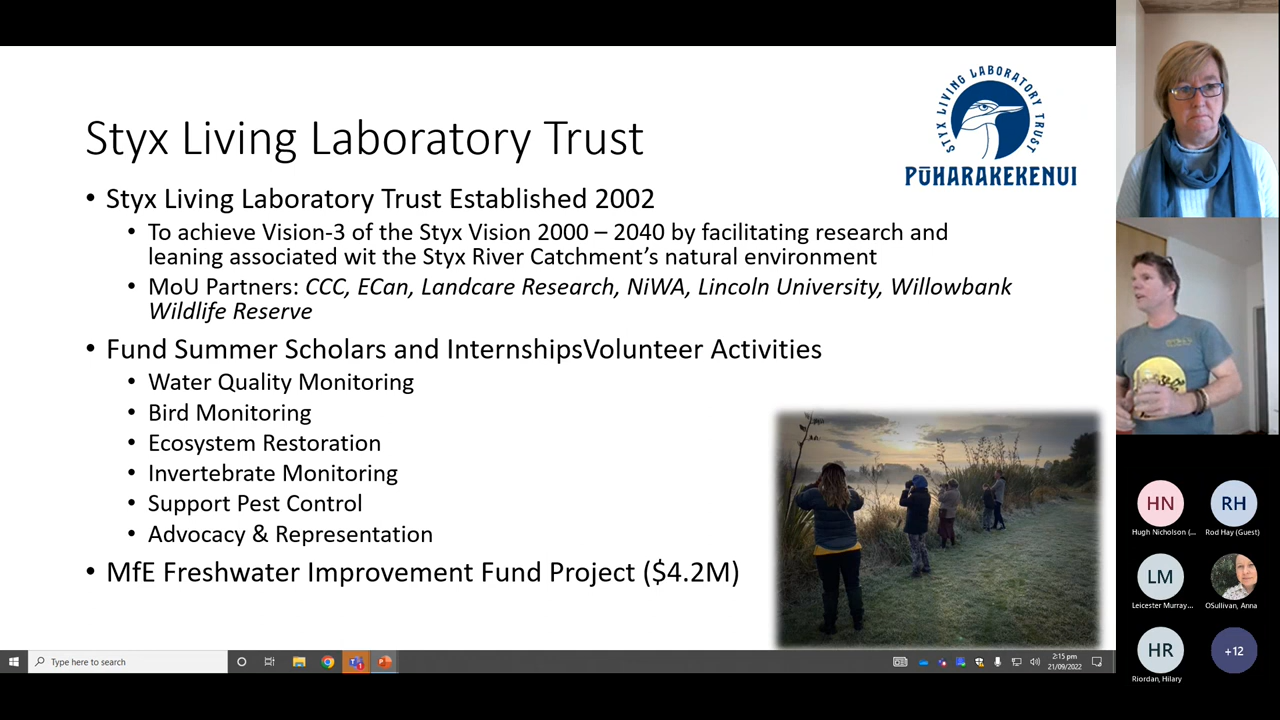 STYX LIVING LABORATORY TRUST
PŪHARAKEKENUI
Styx Living Laboratory Trust
• Styx Living Laboratory Trust Established 2002
• To achieve Vision-3 of the Styx Vision 2000 – 2040 by facilitating research and
leaning associated wit the Styx River Catchment's natural environment
• MoU Partners: CCC, ECan, Landcare Research, NiWA, Lincoln University, Willowbank
Wildlife Reserve
• Fund Summer Scholars and InternshipsVolunteer Activities
• Water Quality Monitoring
• Bird Monitoring
• Ecosystem Restoration
• Invertebrate Monitoring
• Support Pest Control
• Advocacy & Representation
• MfE Freshwater Improvement Fund Project ($4.2M)
HN
Hugh Nicholson (...
RH
Rod Hay (Guest)
LM
Leicester Murray...
OSullivan, Anna
HR
Riordan, Hilary
+12
Type here to search
2:15 pm
21/09/2022